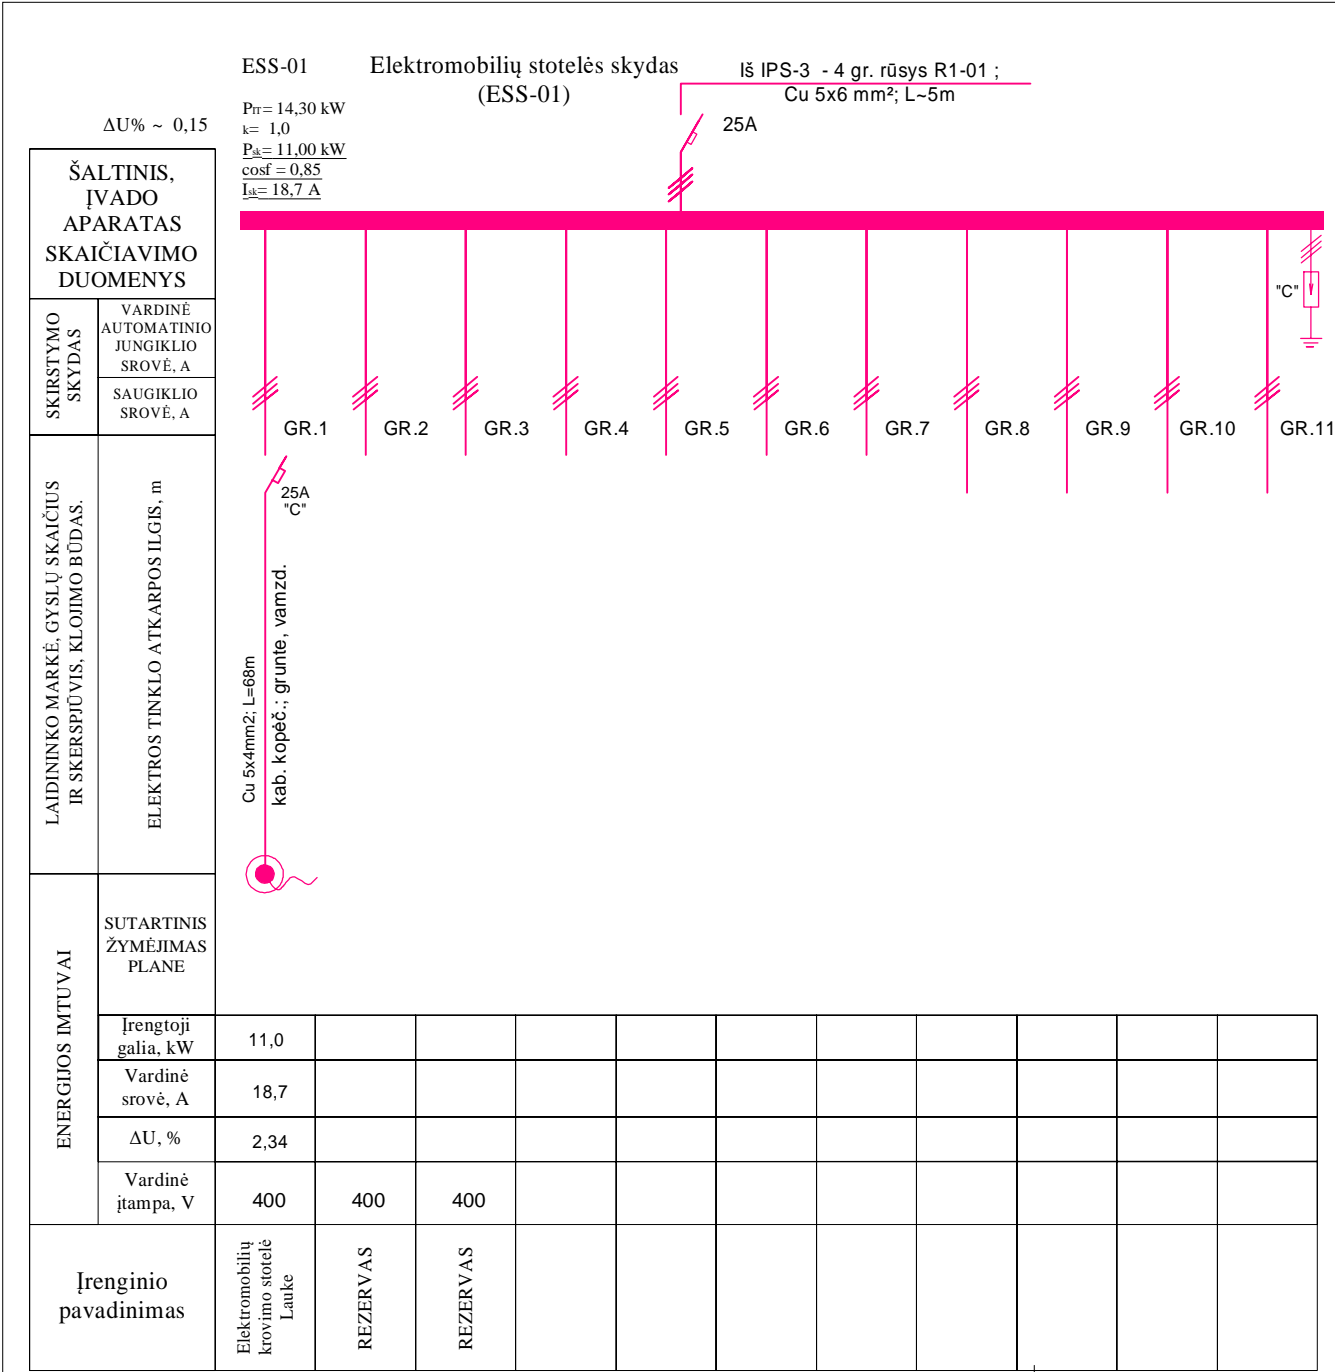 ESS-01
Elektromobilių stotelės skydas
(ESS-01)
Iš IPS-3 - 4 gr. rūsys R1-01 ;
Cu 5x6 mm²; L~5m
25A
ΔU% ~ 0,15
PIT= 14,30 kW
k= 1,0
Psk= 11,00 kW
cosf = 0,85
Isk= 18,7 A
ŠALTINIS,
ĮVADO
APARATAS
SKAIČIAVIMO
DUOMENYS
SKIRSTYMO
SKYDAS
VARDINĖ
AUTOMATINIO
JUNGIKLIO
SROVĖ, A
SAUGIKLIO
SROVĖ, A
"C"
GR.1
GR.2
GR.3
GR.4
GR.5
GR.6
GR.7
GR.8
GR.9
GR.10
GR.11
25A
"C"
LAIDININKO MARKĖ, GYSLŲ SKAIČIUS
IR SKERSPJŪVIS, KLOJIMO BŪDAS.
ELEKTROS TINKLO ATKARPOS ILGIS, m
Cu 5x4mm2; L=68m
kab. kopėč.; grunte, vamzd.
ENERGIJOS IMTUVAI
SUTARTINIS
ŽYMĖJIMAS
PLANE
Įrengtoji
galia, kW
11,0
Vardinė
srovė, A
18,7
ΔU, %
2,34
Vardinė
įtampa, V
400
400
400
Įrenginio
pavadinimas
Elektromobilių
krovimo stotelė
Lauke
REZERVAS
REZERVAS